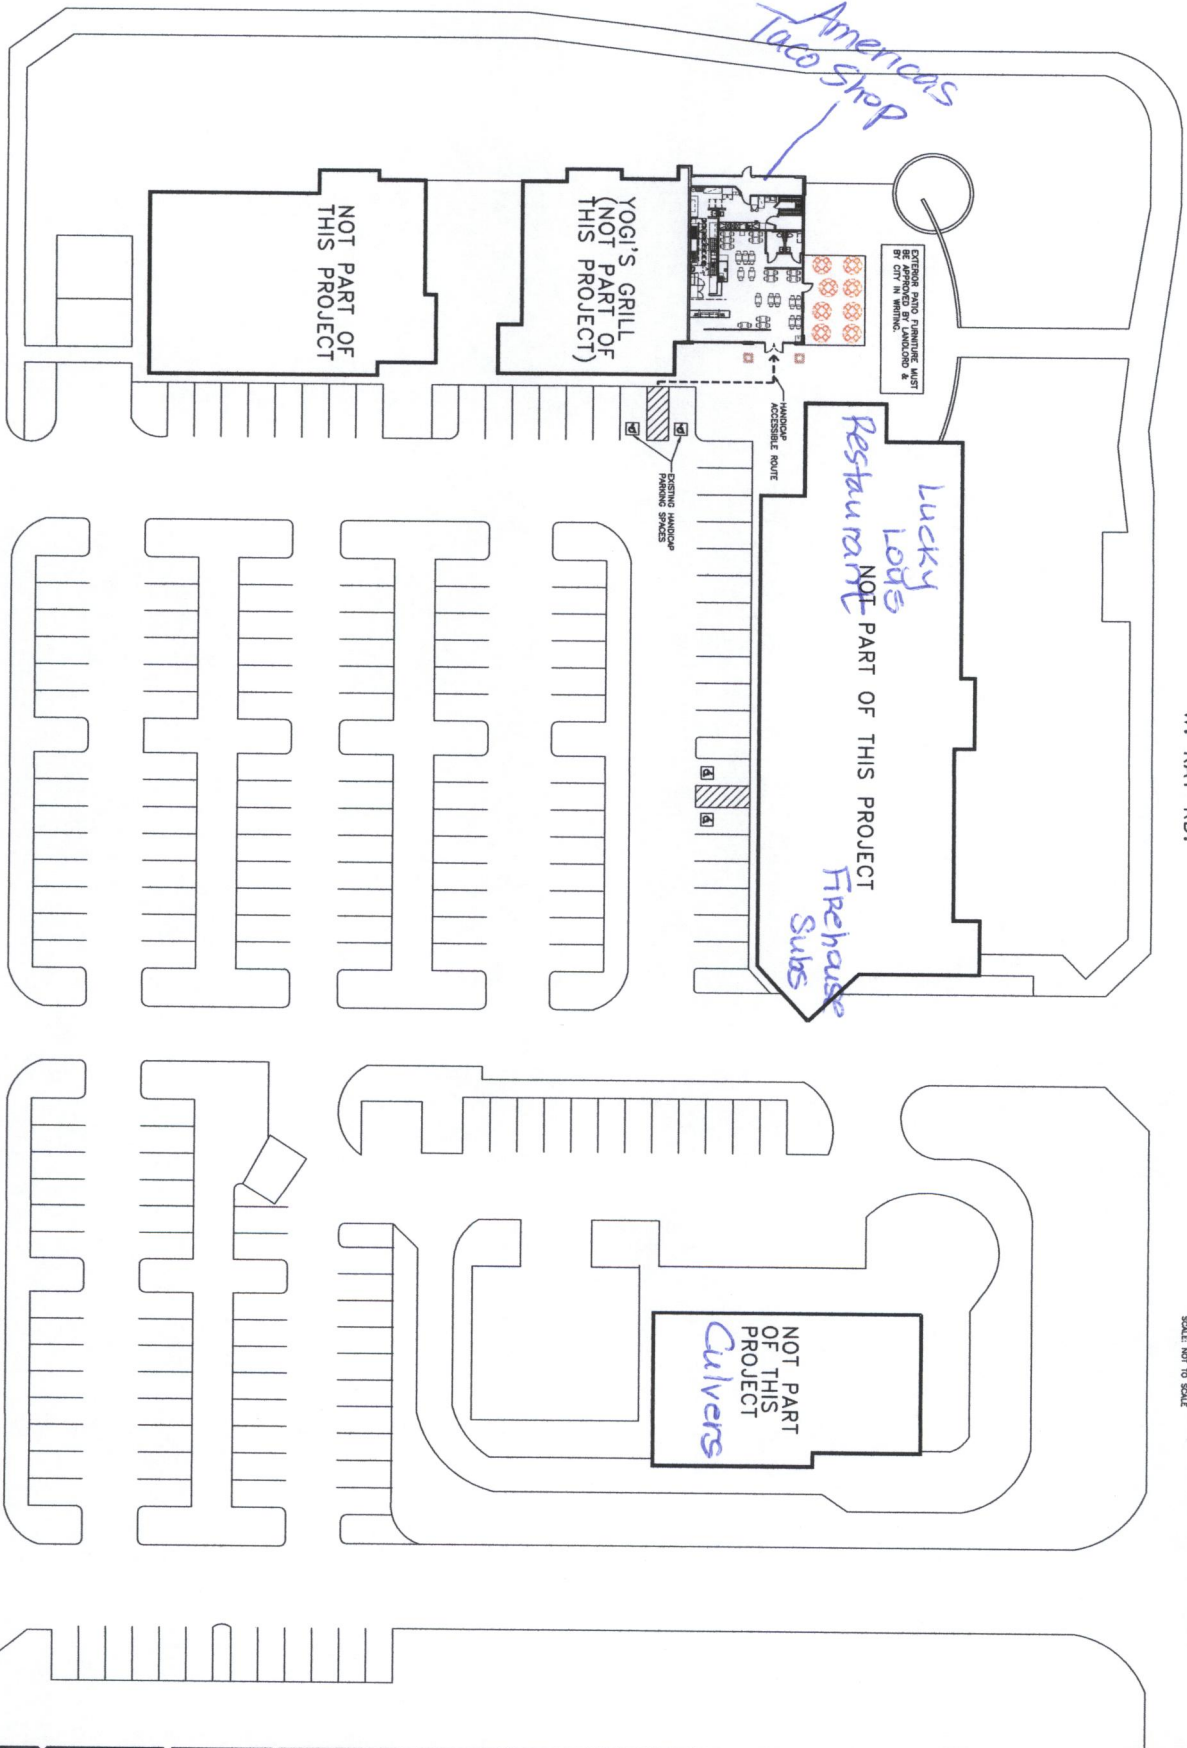 Americas
Taco Shop
EXTERIOR PATIO FURNITURE MUST
BE APPROVED BY LANDLORD &
BY CITY IN WRITING.
NOT PART OF
THIS PROJECT
YOGI'S GRILL
(NOT PART OF
THIS PROJECT)
HANDICAP
ACCESSIBLE ROUTE
EXISTING HANDICAP
PARKING SPACES
Lucky
Lous
Restaurant
NOT PART OF THIS PROJECT
Firehouse
Subs
NOT PART
OF THIS
PROJECT
Culvers
SCALE: NOT TO SCALE